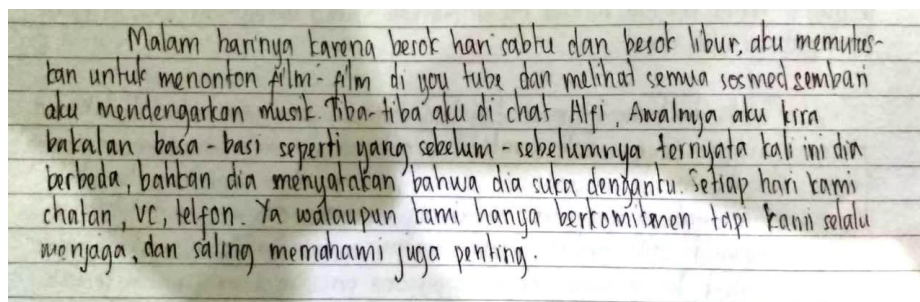 Malam harinya karena besok hari sabtu dan besok libur, aku memutus-
kan untuk menonton film-film di you tube dan melihat semua sosmed sembari
aku mendengarkan musik. Tiba-tiba aku di chat Alfi, Awalnya aku kira
bakalan basa-basi seperti yang sebelum-sebelumnya ternyata kali ini dia
berbeda, bahkan dia menyatakan bahwa dia suka denganku. Setiap hari kami
chatan, VC, telfon. Ya walaupun kami hanya berkomitmen tapi kami selalu
menjaga, dan saling memahami juga penting.